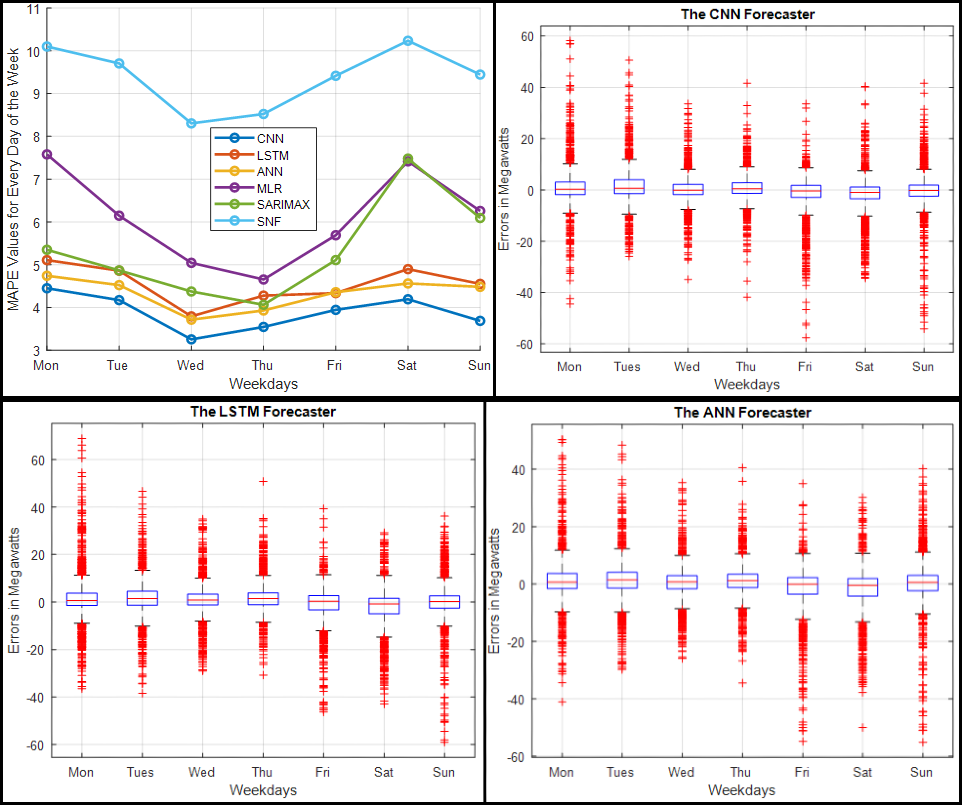 MAPE Values for Every Day of the Week
11
10
9
8
7
6
5
4
3
CNN
LSTM
ANN
MLR
SARIMAX
SNF
Mon Tue Wed Thu Fri Sat Sun
Weekdays
The CNN Forecaster
Errors in Megawatts
60
40
20
0
-20
-40
-60
Mon Tues Wed Thu Fri Sat Sun
Weekdays
The LSTM Forecaster
Errors in Megawatts
60
40
20
0
-20
-40
-60
Mon Tues Wed Thu Fri Sat Sun
Weekdays
The ANN Forecaster
Errors in Megawatts
40
20
0
-20
-40
-60
Mon Tues Wed Thu Fri Sat Sun
Weekdays